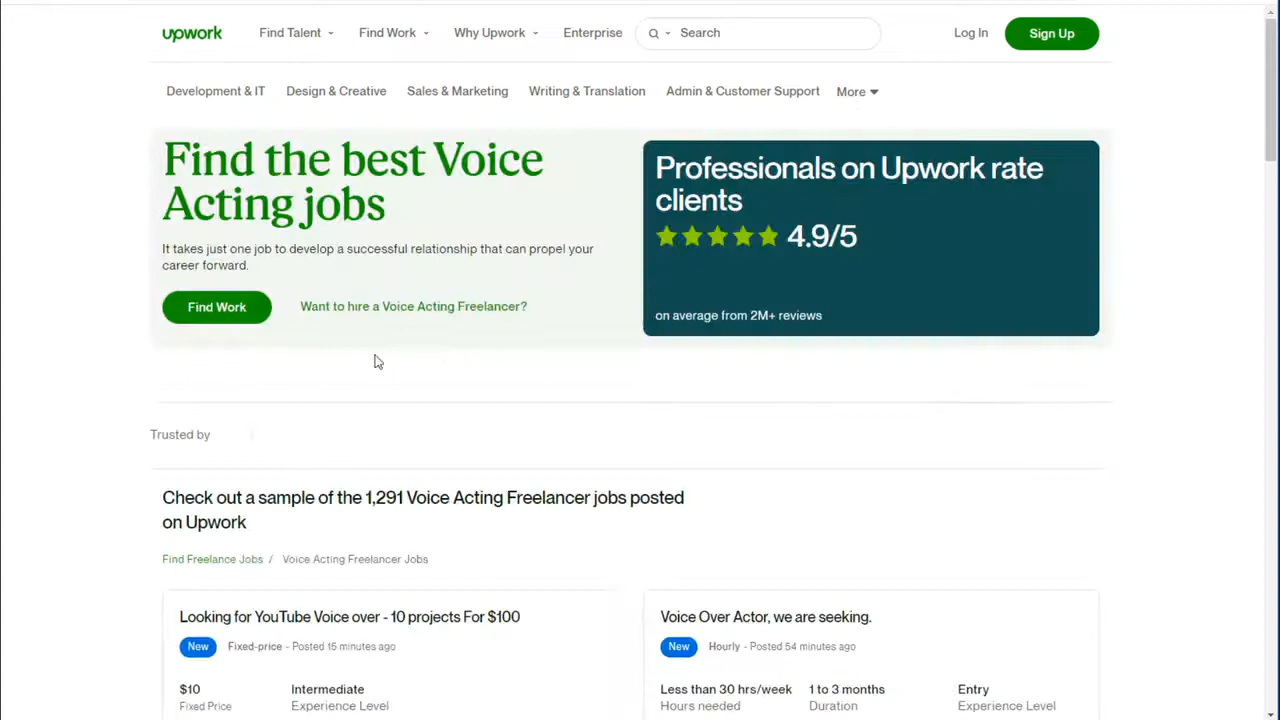 upwork
Find Talent
Find Work
Why Upwork
Enterprise
Search
Log In
Sign Up
Development & IT
Design & Creative
Sales & Marketing
Writing & Translation
Admin & Customer Support
More
Find the best Voice
Acting jobs
It takes just one job to develop a successful relationship that can propel your
career forward.
Find Work
Want to hire a Voice Acting Freelancer?
Professionals on Upwork rate
clients
4.9/5
on average from 2M+ reviews
Trusted by
Check out a sample of the 1,291 Voice Acting Freelancer jobs posted
on Upwork
Find Freelance Jobs / Voice Acting Freelancer Jobs
Looking for YouTube Voice over - 10 projects For $100
New Fixed-price - Posted 15 minutes ago
$10 Intermediate
Fixed Price Experience Level
Voice Over Actor, we are seeking.
New Hourly - Posted 54 minutes ago
Less than 30 hrs/week 1 to 3 months Entry
Hours needed Duration Experience Level